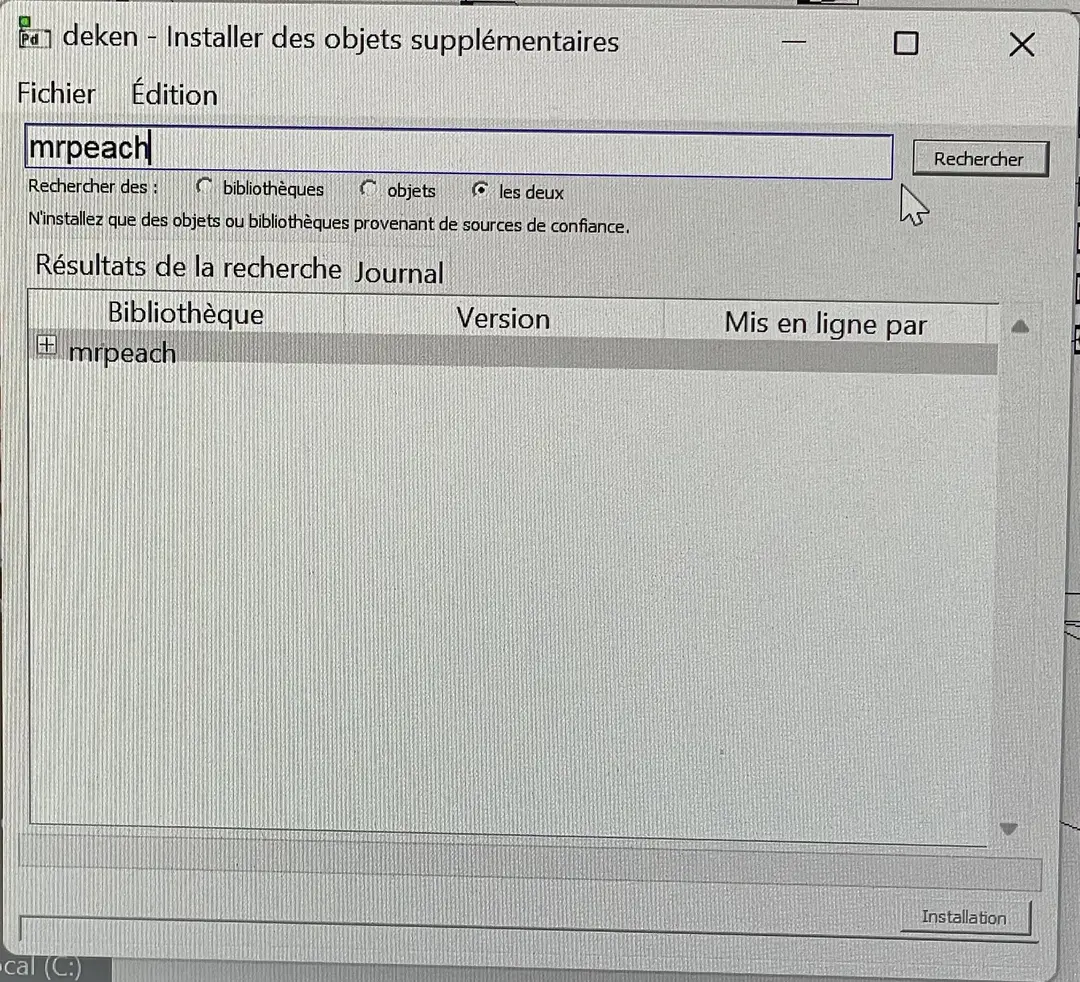 Pd
deken - Installer des objets supplémentaires
Fichier Édition
mrpeach
Rechercher
Rechercher des : bibliothèques objets les deux
N'installez que des objets ou bibliothèques provenant de sources de confiance.
Résultats de la recherche Journal
Bibliothèque Version Mis en ligne par
mrpeach
Installation
cal (C:)